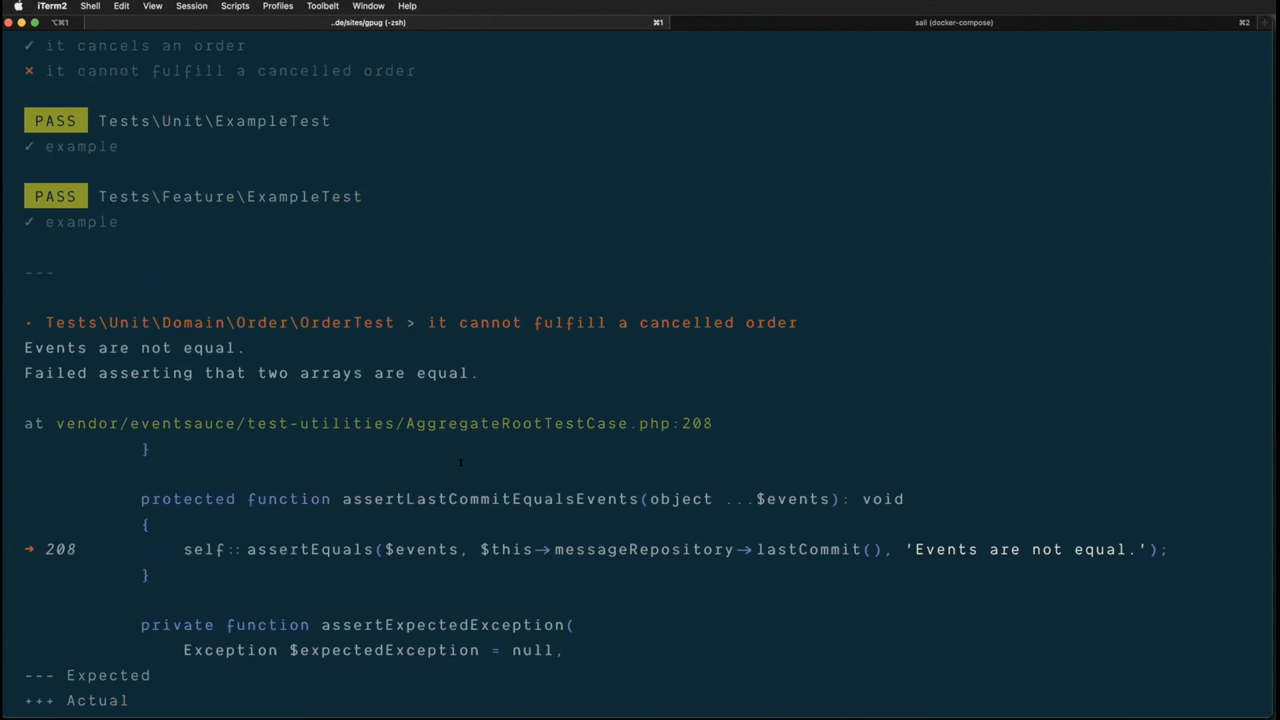 iTerm2 Shell Edit View Session Scripts Profiles Toolbelt Window Help
⌥⌘1 ..de/sites/gpug (-zsh) ⌘1 sail (docker-compose) ⌘2
✓ it cancels an order
⨯ it cannot fulfill a cancelled order
PASS Tests\Unit\ExampleTest
✓ example
PASS Tests\Feature\ExampleTest
✓ example
---
• Tests\Unit\Domain\Order\OrderTest > it cannot fulfill a cancelled order
Events are not equal.
Failed asserting that two arrays are equal.
at vendor/eventsauce/test-utilities/AggregateRootTestCase.php:208
}
protected function assertLastCommitEqualsEvents(object ...$events): void
{
➜ 208 self::assertEquals($events, $this->messageRepository->lastCommit(), 'Events are not equal.');
}
private function assertExpectedException(
Exception $expectedException = null,
--- Expected
+++ Actual